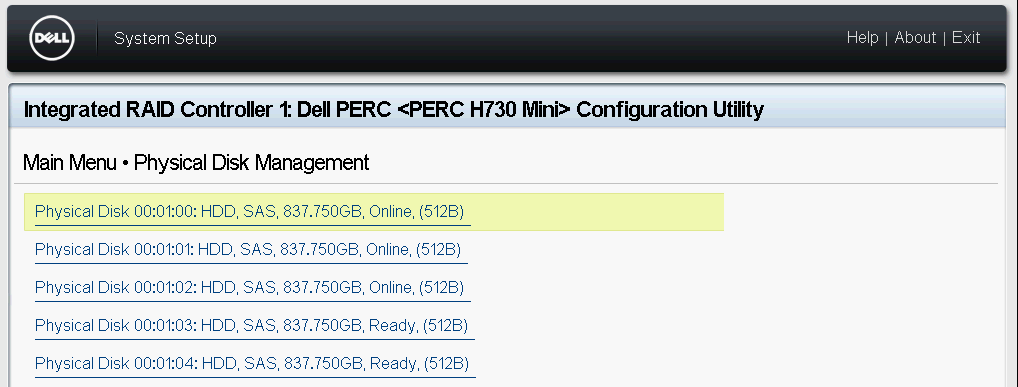 DELL
System Setup
Help | About | Exit
Integrated RAID Controller 1: Dell PERC <PERC H730 Mini> Configuration Utility
Main Menu • Physical Disk Management
Physical Disk 00:01:00: HDD, SAS, 837.750GB, Online, (512B)
Physical Disk 00:01:01: HDD, SAS, 837.750GB, Online, (512B)
Physical Disk 00:01:02: HDD, SAS, 837.750GB, Online, (512B)
Physical Disk 00:01:03: HDD, SAS, 837.750GB, Ready, (512B)
Physical Disk 00:01:04: HDD, SAS, 837.750GB, Ready, (512B)